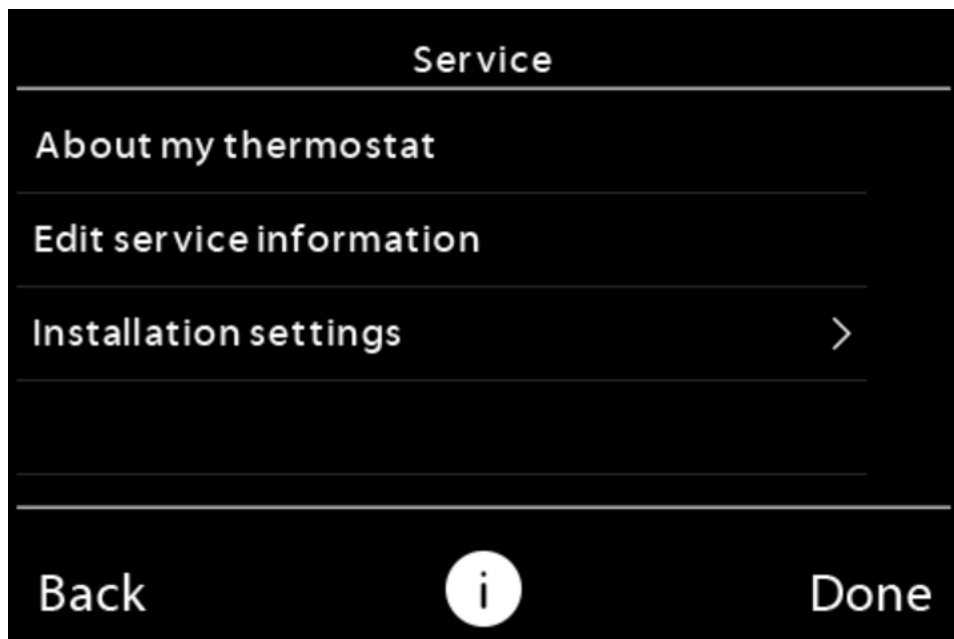 Service
About my thermostat
Edit service information
Installation settings >
Back i Done